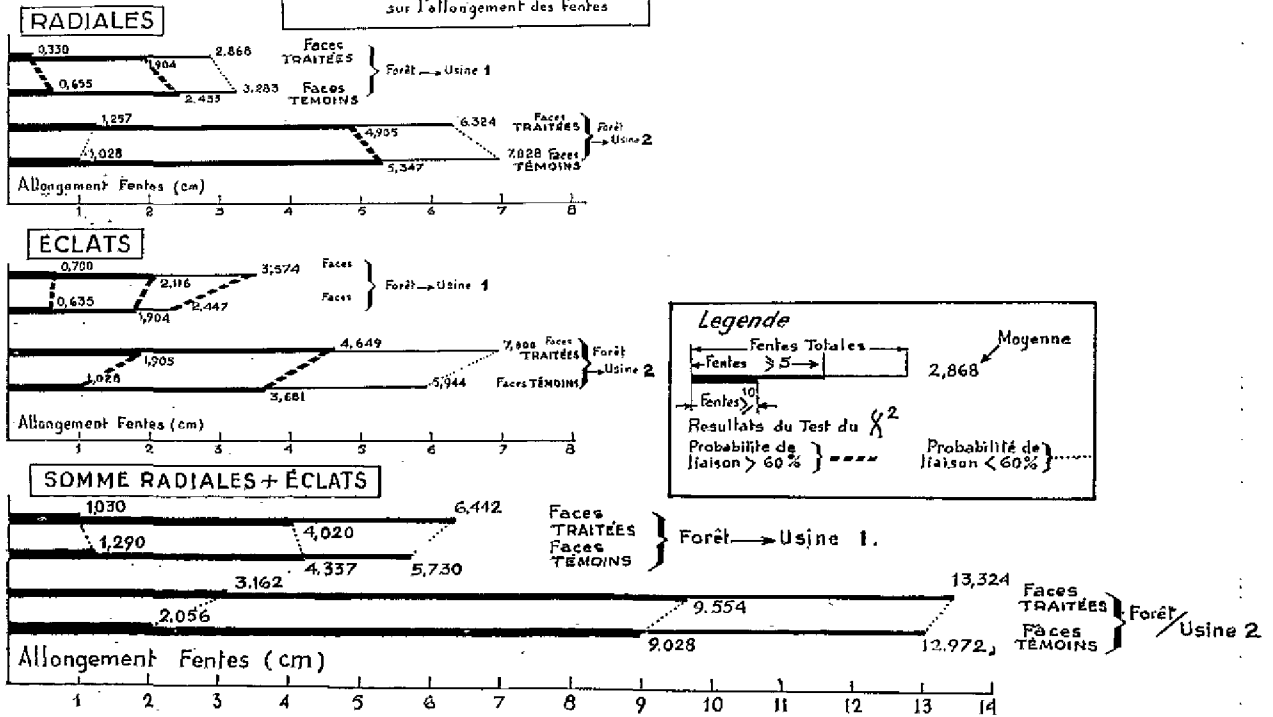 sur l'allongement des fentes
RADIALES
0,330 1,904 2.868 Faces TRAITÉES
0,655 2.433 3,283 Faces TÉMOINS
Forêt → Usine 1
1,257 4,905 6.324 Faces TRAITÉES
1,028 5,347 7,028 Faces TÉMOINS
Forêt → Usine 2
Allongement Fentes (cm)
1 2 3 4 5 6 7 8
ÉCLATS
0,700 2,116 3,574 Faces
0,635 1,904 2,447 Faces
Forêt → Usine 1
1,905 4,649 7,000 Faces TRAITÉES
1,028 3,681 5,944 Faces TÉMOINS
Forêt → Usine 2
Allongement Fentes (cm)
1 2 3 4 5 6 7 8
Legende
Fentes Totales
Moyenne
Fentes ⩾ 5
2,868
Fentes ⩾ 10
Resultats du Test du χ²
Probabilite de liaison > 60 % }
Probabilité de liaison < 60% }
SOMME RADIALES + ÉCLATS
1,030 4,020 6,442 Faces TRAITÉES
1,290 4.337 5,730 Faces TÉMOINS
Forêt → Usine 1.
3.162 9.554 13,324 Faces TRAITÉES
2,056 9.028 12.972 Faces TÉMOINS
Forêt / Usine 2
Allongement Fentes (cm)
1 2 3 4 5 6 7 8 9 10 11 12 13 14